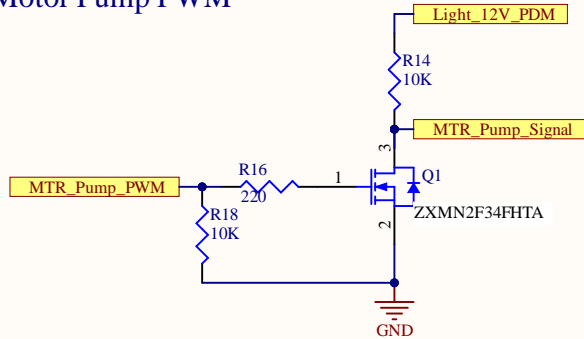 Motor Pump PWM
Light_12V_PDM
R14
10K
MTR_Pump_Signal
3
R16
1
Q1
MTR_Pump_PWM
220
R18
10K
2
ZXMN2F34FHTA
GND